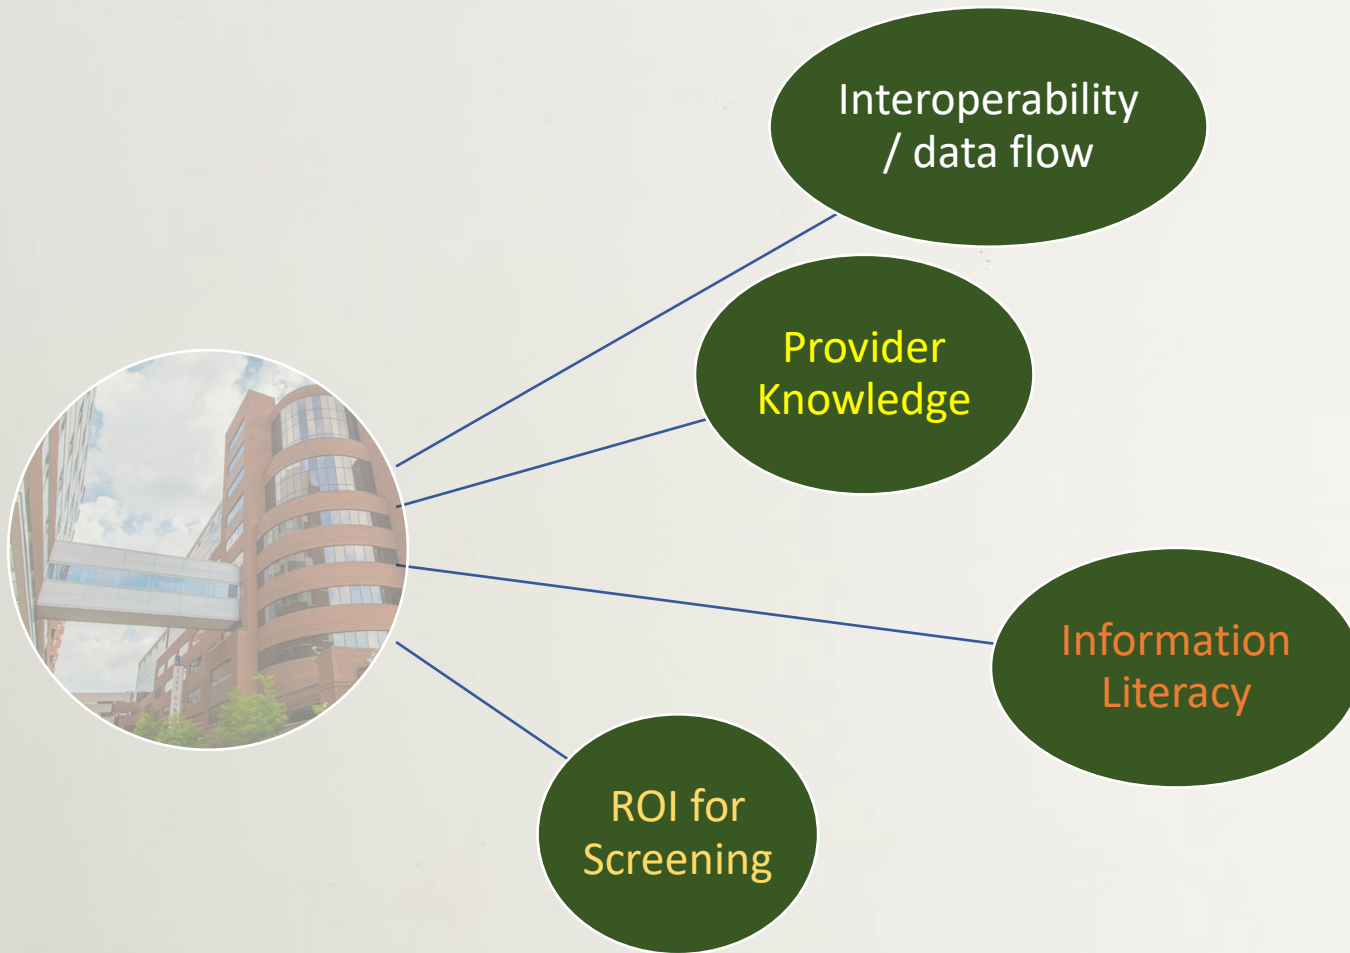 Interoperability
/ data flow
Provider
Knowledge
Information
Literacy
ROI for
Screening